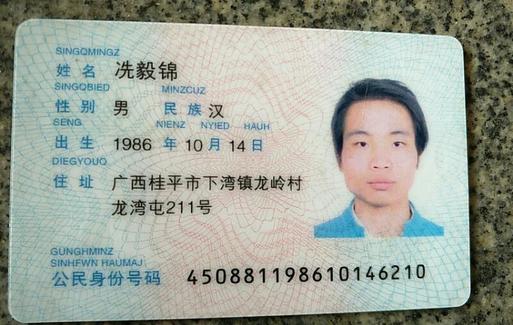 SINGQMINGZ
姓 名 冼毅锦
SINGQBIED MINZCUZ
性 别 男 民 族 汉
SENG NIENZ NYIED HAUH
出 生 1986 年 10 月 14 日
DIEGYOUQ
住 址 广西桂平市下湾镇龙岭村
龙湾屯211号
GUNGHMINZ
SINHFWN HAUMAJ
公民身份号码 450881198610146210